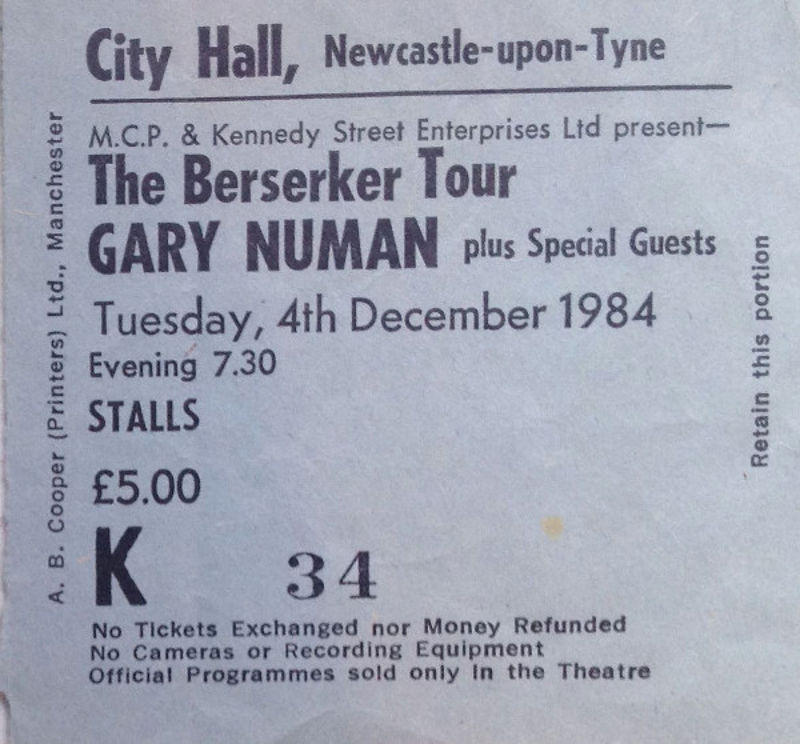 City Hall, Newcastle-upon-Tyne
M.C.P. & Kennedy Street Enterprises Ltd present—
The Berserker Tour
GARY NUMAN plus Special Guests
Tuesday, 4th December 1984
Evening 7.30
STALLS
£5.00
K 34
No Tickets Exchanged nor Money Refunded
No Cameras or Recording Equipment
Official Programmes sold only in the Theatre
A. B. Cooper (Printers) Ltd., Manchester
Retain this portion